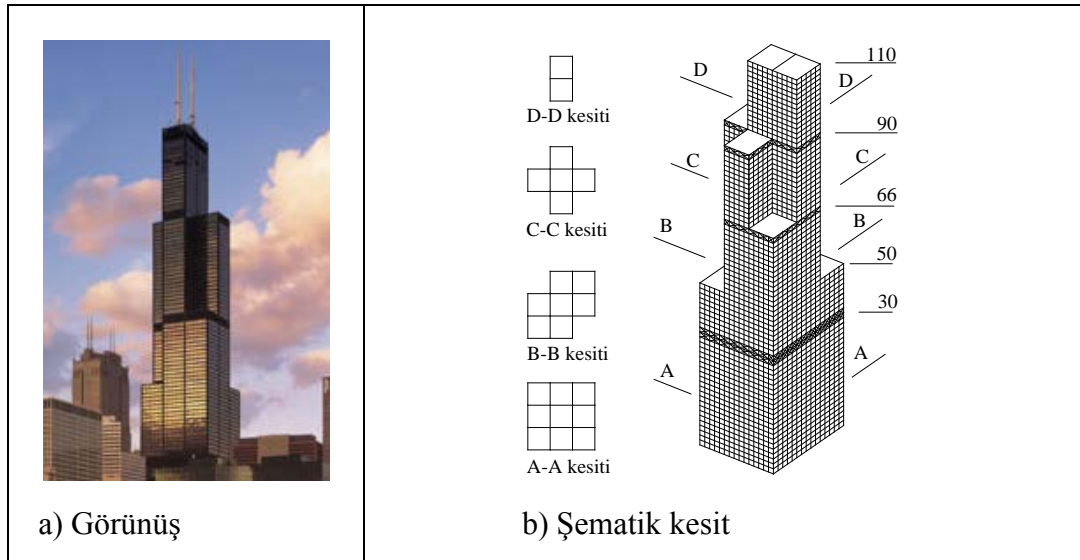 D-D kesiti
C-C kesiti
B-B kesiti
A-A kesiti
110
D
D
90
C
C
66
B
B
50
30
A
A
a) Görünüş
b) Şematik kesit